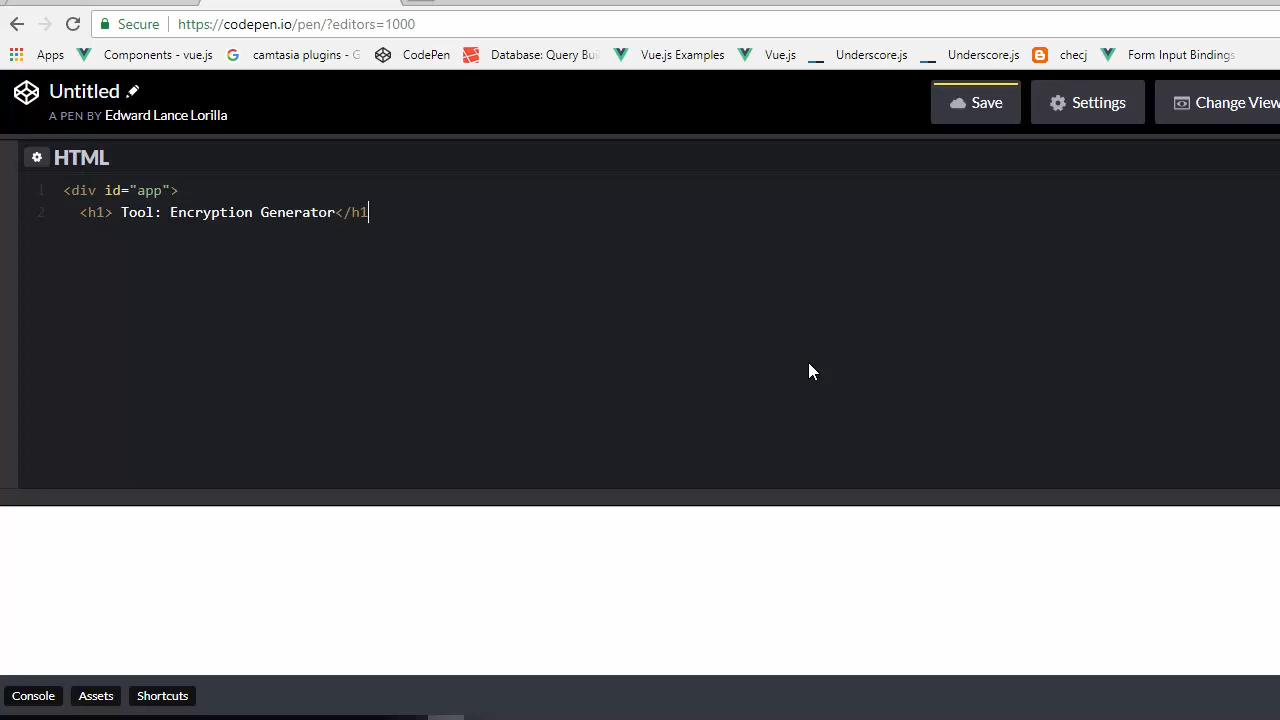 Secure https://codepen.io/pen/?editors=1000
Apps Components - vue.js camtasia plugins - G CodePen Database: Query Bui Vue.js Examples Vue.js Underscore.js Underscore.js checj Form Input Bindings
Untitled
A PEN BY Edward Lance Lorilla
Save Settings Change View
HTML
1 <div id="app">
2 <h1> Tool: Encryption Generator</h1
Console Assets Shortcuts